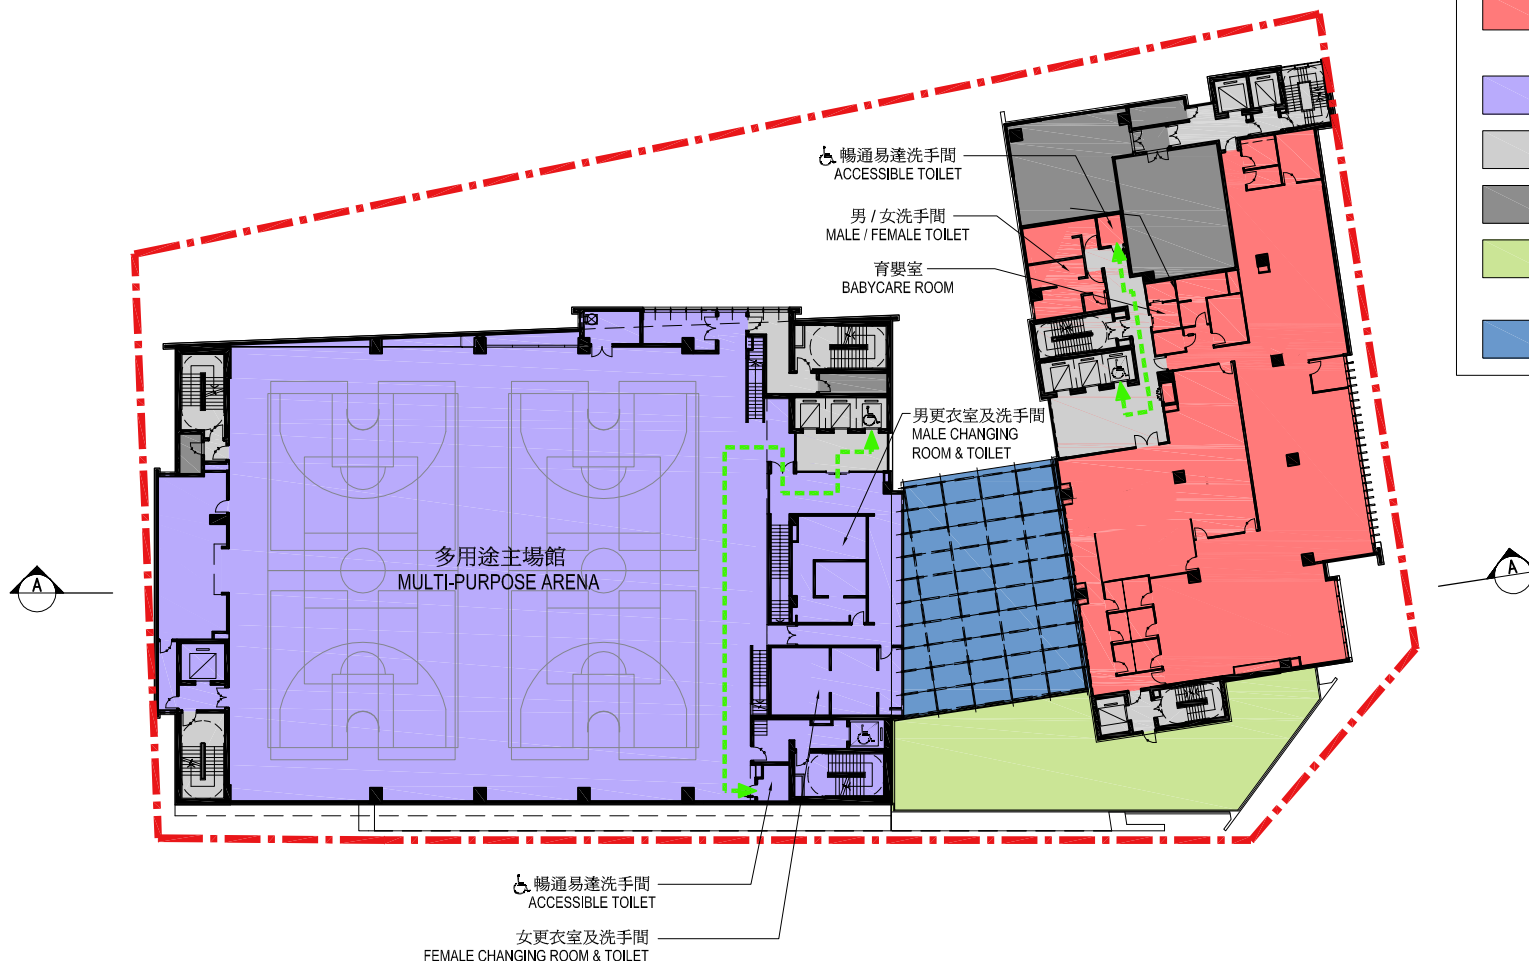 暢通易達洗手間
ACCESSIBLE TOILET
男 / 女洗手間
MALE / FEMALE TOILET
育嬰室
BABYCARE ROOM
男更衣室及洗手間
MALE CHANGING
ROOM & TOILET
多用途主場館
MULTI-PURPOSE ARENA
A
A
暢通易達洗手間
ACCESSIBLE TOILET
女更衣室及洗手間
FEMALE CHANGING ROOM & TOILET